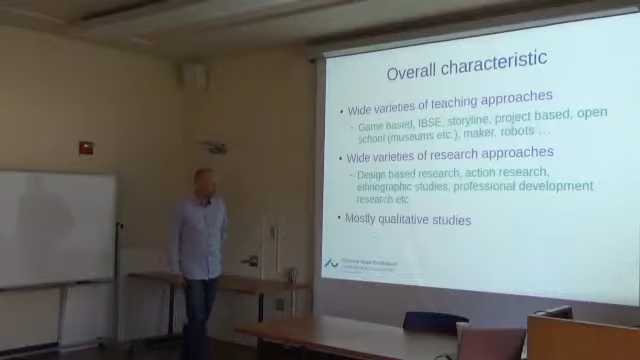 Overall characteristic
• Wide varieties of teaching approaches
- Game based, IBSE, storyline, project based, open
school (museums etc.), maker, robots ...
• Wide varieties of research approaches
- Design based research, action research,
ethnographic studies, professional development
research etc
• Mostly qualitative studies